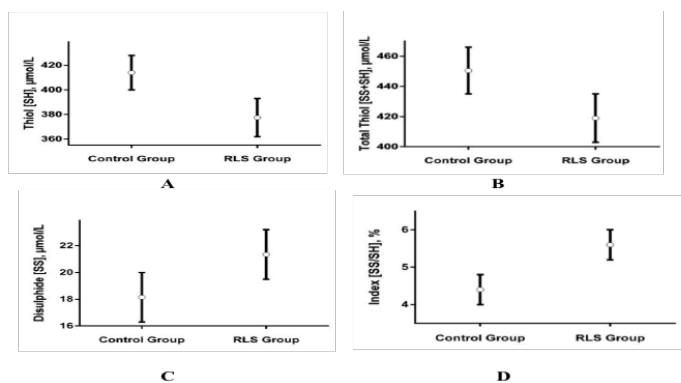 Thiol [SH], µmol/L
420
400
380
360
Control Group RLS Group
A
Total Thiol [SS+SH], µmol/L
460
440
420
400
Control Group RLS Group
B
Disulphide [SS], µmol/L
22
20
18
16
Control Group RLS Group
C
Index [SS/SH], %
6
5
4
Control Group RLS Group
D